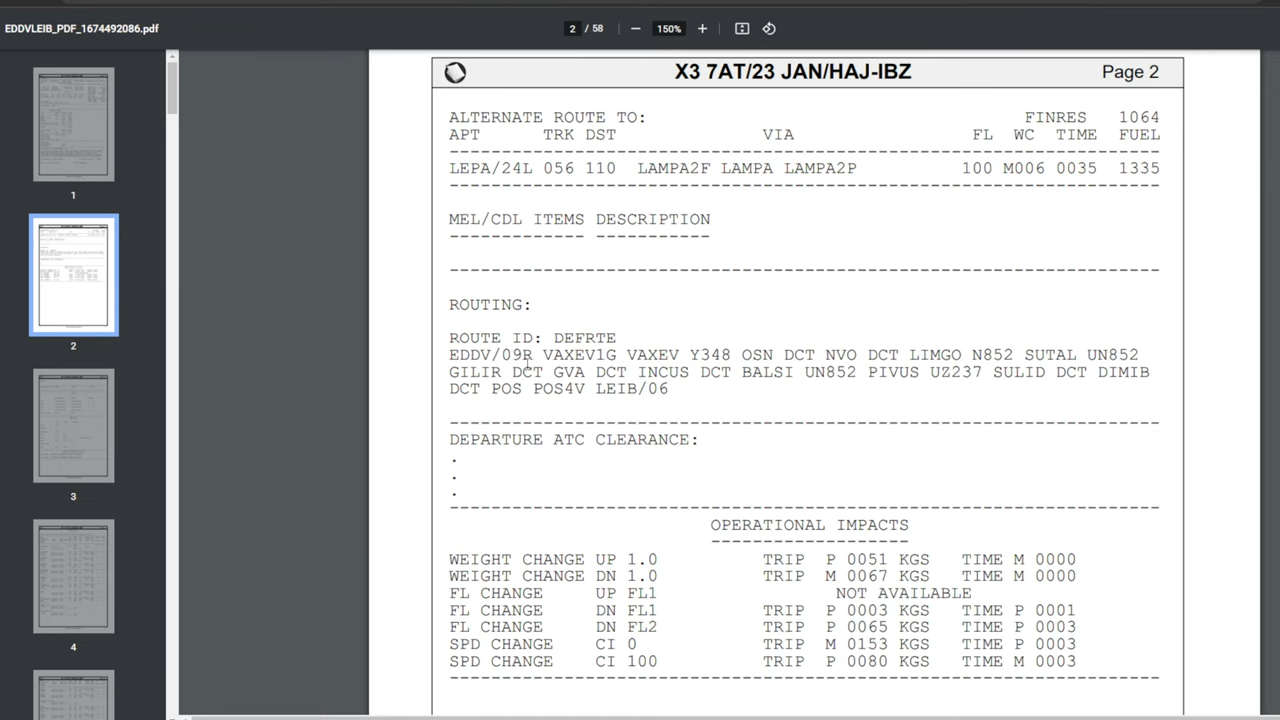 EDDVLEIB_PDF_1674492086.pdf
2 / 58
150%
X3 7AT/23 JAN/HAJ-IBZ Page 2
ALTERNATE ROUTE TO: FINRES 1064
APT TRK DST VIA FL WC TIME FUEL
LEPA/24L 056 110 LAMPA2F LAMPA LAMPA2P 100 M006 0035 1335
MEL/CDL ITEMS DESCRIPTION
ROUTING:
ROUTE ID: DEFRTE
EDDV/09R VAXEV1G VAXEV Y348 OSN DCT NVO DCT LIMGO N852 SUTAL UN852
GILIR DCT GVA DCT INCUS DCT BALSI UN852 PIVUS UZ237 SULID DCT DIMIB
DCT POS POS4V LEIB/06
DEPARTURE ATC CLEARANCE:
.
.
.
OPERATIONAL IMPACTS
WEIGHT CHANGE UP 1.0 TRIP P 0051 KGS TIME M 0000
WEIGHT CHANGE DN 1.0 TRIP M 0067 KGS TIME M 0000
FL CHANGE UP FL1 NOT AVAILABLE
FL CHANGE DN FL1 TRIP P 0003 KGS TIME P 0001
FL CHANGE DN FL2 TRIP P 0065 KGS TIME P 0003
SPD CHANGE CI 0 TRIP M 0153 KGS TIME P 0003
SPD CHANGE CI 100 TRIP P 0080 KGS TIME M 0003
1
2
3
4